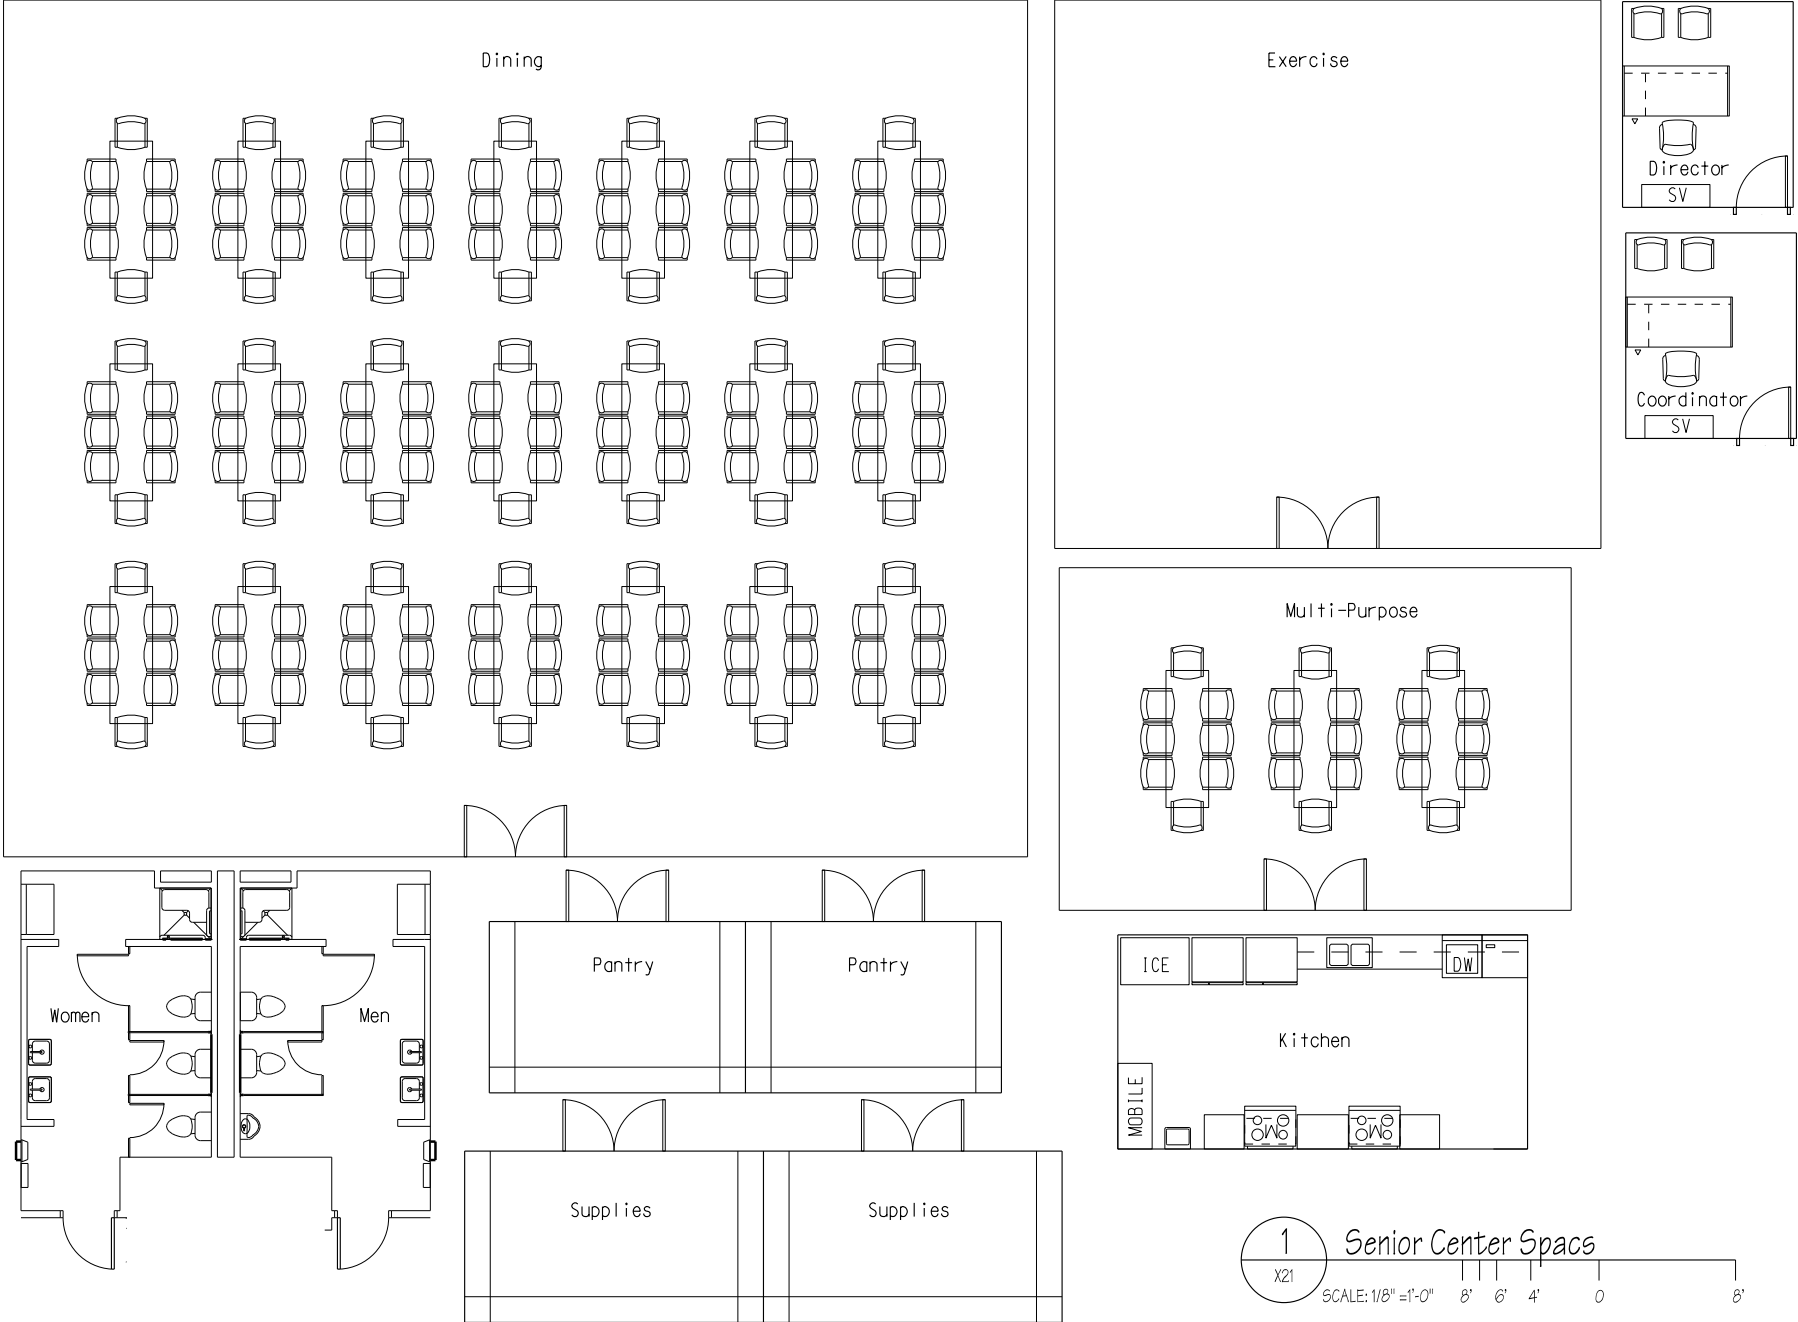 Dining
Exercise
Director
SV
Coordinator
SV
Multi-Purpose
Women
Men
Pantry
Pantry
ICE
DW
Kitchen
MOBILE
Supplies
Supplies
1
X21
Senior Center Spacs
SCALE: 1/8" =1'-0"
8' 6' 4' 0 8'